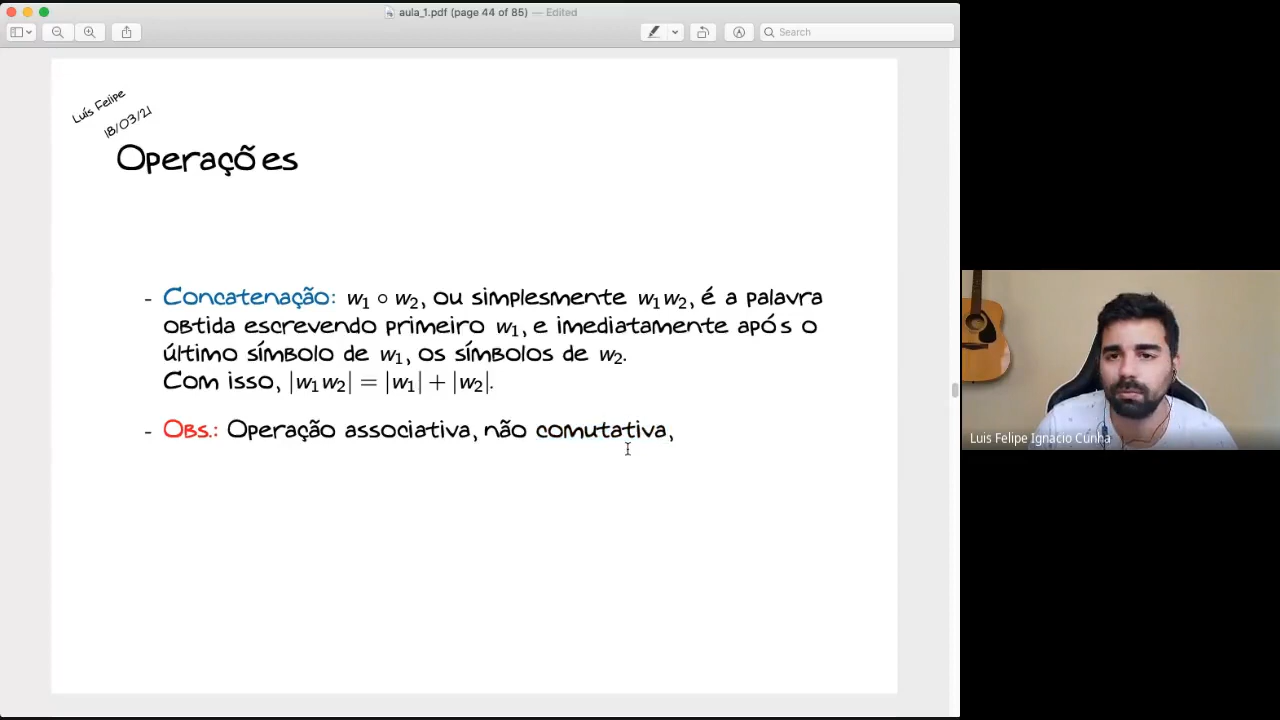 aula_1.pdf (page 44 of 85) — Edited
Search
Luís Felipe
18/03/21
Operações
- Concatenação: w₁ ∘ w₂, ou simplesmente w₁w₂, é a palavra
obtida escrevendo primeiro w₁, e imediatamente após o
último símbolo de w₁, os símbolos de w₂.
Com isso, |w₁w₂| = |w₁| + |w₂|.
- Obs.: Operação associativa, não comutativa,
Luis Felipe Ignacio Cunha